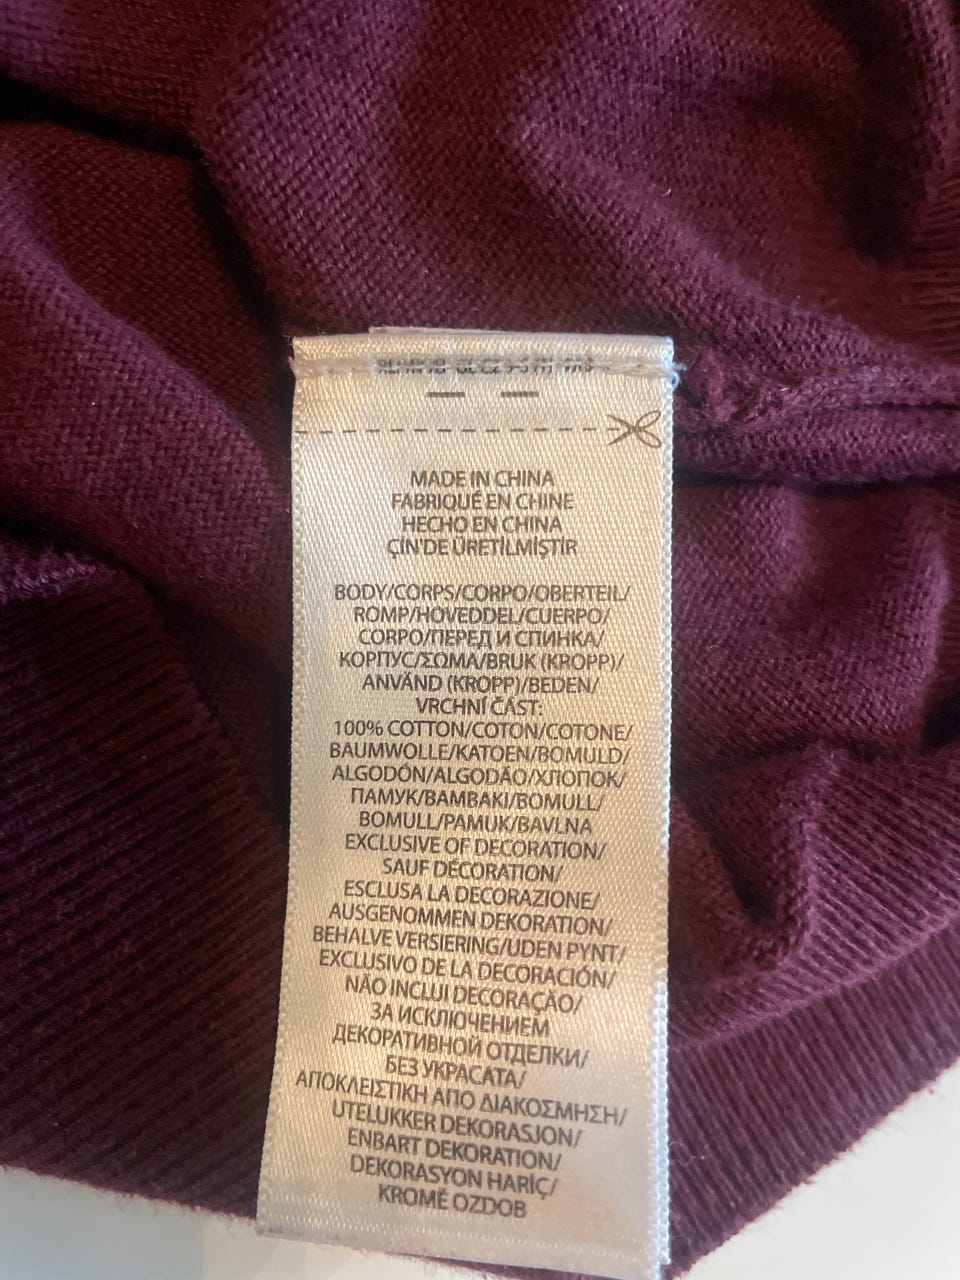 MADE IN CHINA
FABRIQUÉ EN CHINE
HECHO EN CHINA
ÇİN'DE ÜRETİLMİŞTİR
BODY/CORPS/CORPO/OBERTEIL/
ROMP/HOVEDDEL/CUERPO/
CORPO/ПЕРЕД И СПИНКА/
КОРПУС/ΣΩΜΑ/BRUK (KROPP)/
ANVÄND (KROPP)/BEDEN/
VRCHNÍ ČÁST:
100% COTTON/COTON/COTONE/
BAUMWOLLE/KATOEN/BOMULD/
ALGODÓN/ALGODÃO/ХЛОПОК/
ПАМУК/ΒΑΜΒΑΚΙ/BOMULL/
BOMULL/PAMUK/BAVLNA
EXCLUSIVE OF DECORATION/
SAUF DÉCORATION/
ESCLUSA LA DECORAZIONE/
AUSGENOMMEN DEKORATION/
BEHALVE VERSIERING/UDEN PYNT/
EXCLUSIVO DE LA DECORACIÓN/
NÃO INCLUI DECORAÇÃO/
ЗА ИСКЛЮЧЕНИЕМ
ДЕКОРАТИВНОЙ ОТДЕЛКИ/
БЕЗ УКРАСАТА/
ΑΠΟΚΛΕΙΣΤΙΚΗ ΑΠΟ ΔΙΑΚΟΣΜΗΣΗ/
UTELUKKER DEKORASJON/
ENBART DEKORATION/
DEKORASYON HARİÇ/
KROMĚ OZDOB